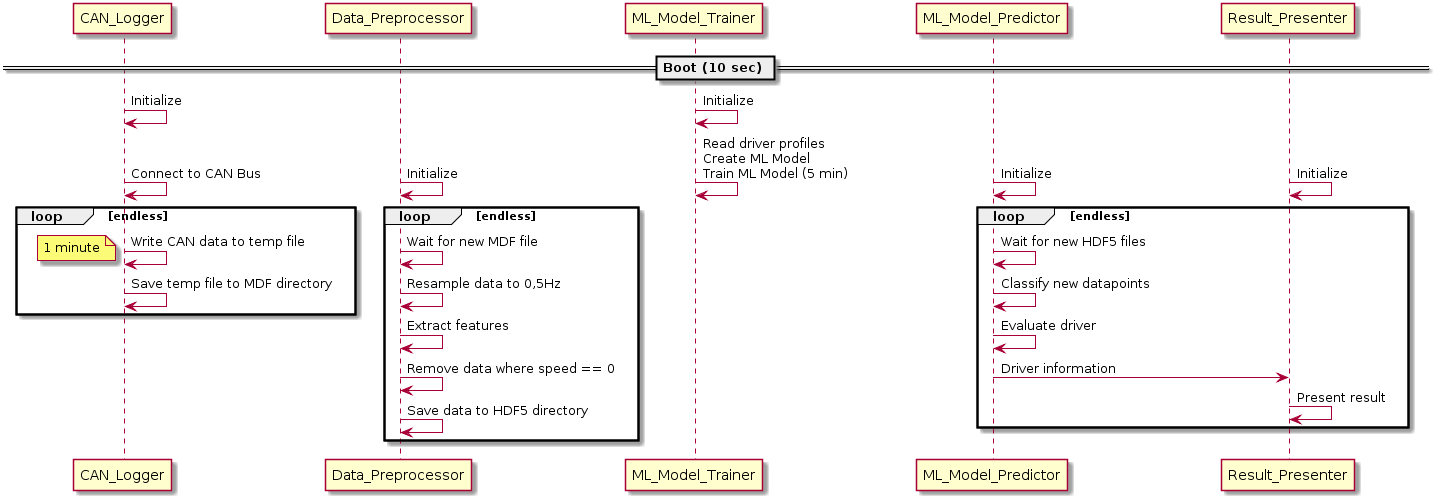 CAN_Logger
Data_Preprocessor
ML_Model_Trainer
ML_Model_Predictor
Result_Presenter
Boot (10 sec)
Initialize
Initialize
Read driver profiles
Create ML Model
Connect to CAN Bus
Initialize
Train ML Model (5 min)
Initialize
Initialize
loop [endless]
loop [endless]
loop [endless]
1 minute
Write CAN data to temp file
Wait for new MDF file
Wait for new HDF5 files
Save temp file to MDF directory
Resample data to 0,5Hz
Classify new datapoints
Extract features
Evaluate driver
Remove data where speed == 0
Driver information
Present result
Save data to HDF5 directory
CAN_Logger
Data_Preprocessor
ML_Model_Trainer
ML_Model_Predictor
Result_Presenter